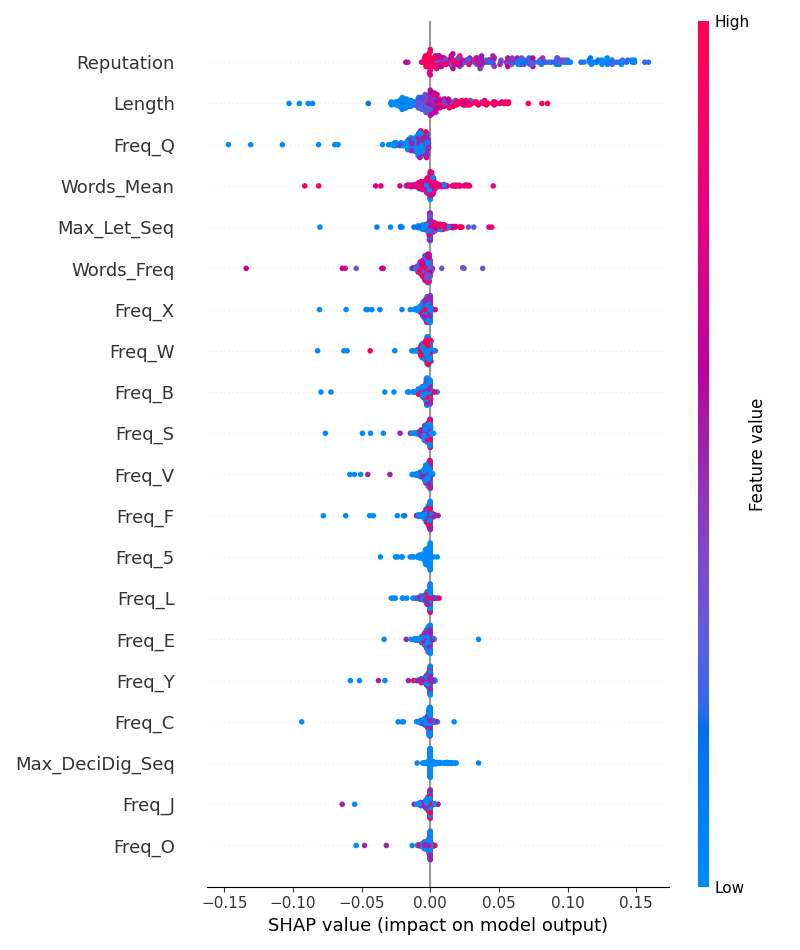 High
Reputation
Length
Freq_Q
Words_Mean
Max_Let_Seq
Words_Freq
Freq_X
Freq_W
Freq_B
Freq_S
Freq_V
Freq_F
Freq_5
Freq_L
Freq_E
Freq_Y
Freq_C
Max_DeciDig_Seq
Freq_J
Freq_O
Feature value
Low
−0.15 −0.10 −0.05 0.00 0.05 0.10 0.15
SHAP value (impact on model output)